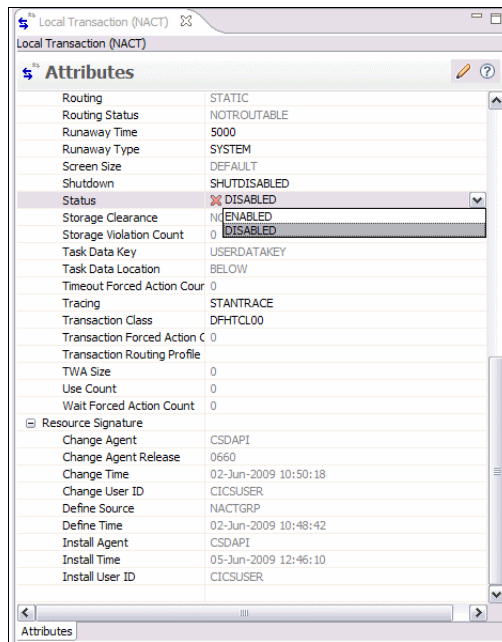 Local Transaction (NACT)
Local Transaction (NACT)
Attributes
Routing STATIC
Routing Status NOTROUTABLE
Runaway Time 5000
Runaway Type SYSTEM
Screen Size DEFAULT
Shutdown SHUTDISABLED
Status DISABLED
Storage Clearance NO
ENABLED
Storage Violation Count 0
DISABLED
Task Data Key USERDATAKEY
Task Data Location BELOW
Timeout Forced Action Cour 0
Tracing STANTRACE
Transaction Class DFHTCL00
Transaction Forced Action C 0
Transaction Routing Profile
TWA Size 0
Use Count 0
Wait Forced Action Count 0
Resource Signature
Change Agent CSDAPI
Change Agent Release 0660
Change Time 02-Jun-2009 10:50:18
Change User ID CICSUSER
Define Source NACTGRP
Define Time 02-Jun-2009 10:48:42
Install Agent CSDAPI
Install Time 05-Jun-2009 12:46:10
Install User ID CICSUSER
Attributes